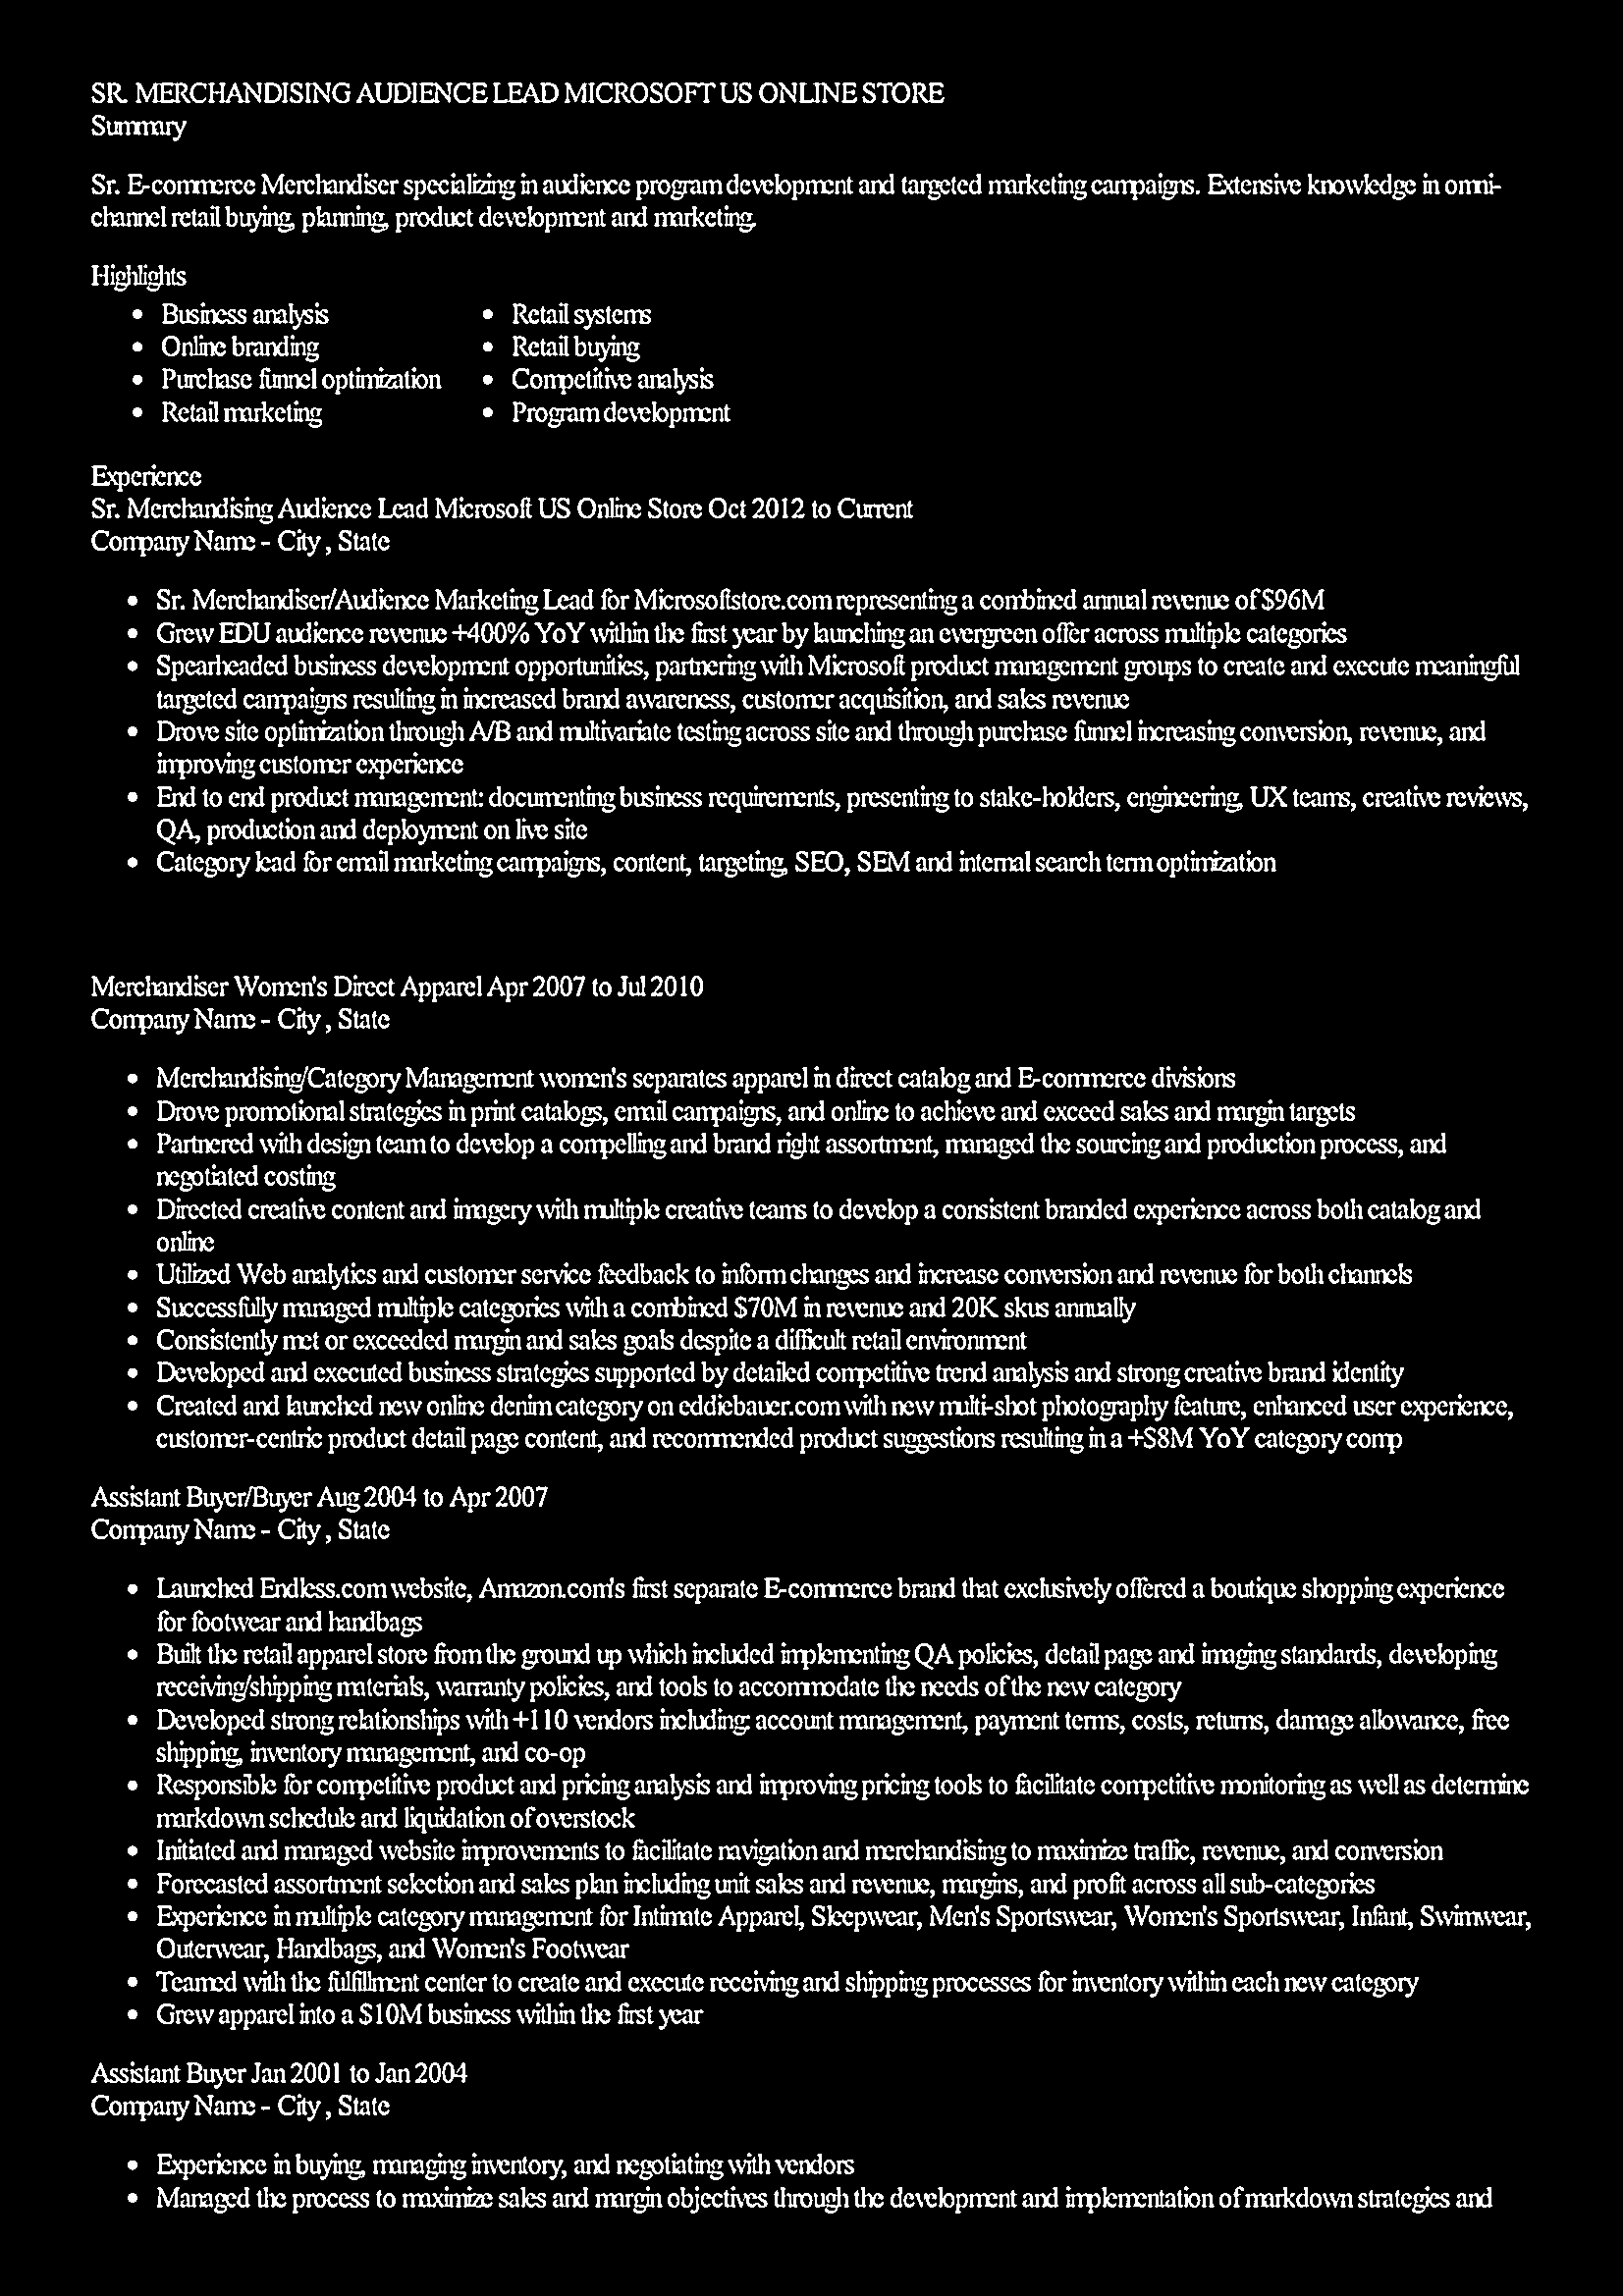 SR. MERCHANDISING AUDIENCE LEAD MICROSOFT US ONLINE STORE
Summary
Sr. E-commerce Merchandiser specializing in audience program development and targeted marketing campaigns. Extensive knowledge in omni-
channel retail buying, planning, product development and marketing.
Highlights
• Business analysis
• Online branding
• Purchase funnel optimization
• Retail marketing
• Retail systems
• Retail buying
• Competitive analysis
• Program development
Experience
Sr. Merchandising Audience Lead Microsoft US Online Store Oct 2012 to Current
Company Name - City , State
• Sr. Merchandiser/Audience Marketing Lead for Microsoftstore.com representing a combined annual revenue of $96M
• Grew EDU audience revenue +400% YoY within the first year by launching an evergreen offer across multiple categories
• Spearheaded business development opportunities, partnering with Microsoft product management groups to create and execute meaningful
targeted campaigns resulting in increased brand awareness, customer acquisition, and sales revenue
• Drove site optimization through A/B and multivariate testing across site and through purchase funnel increasing conversion, revenue, and
improving customer experience
• End to end product management: documenting business requirements, presenting to stake-holders, engineering, UX teams, creative reviews,
QA, production and deployment on live site
• Category lead for email marketing campaigns, content, targeting, SEO, SEM and internal search term optimization
Merchandiser Women's Direct Apparel Apr 2007 to Jul 2010
Company Name - City , State
• Merchandising/Category Management women's separates apparel in direct catalog and E-commerce divisions
• Drove promotional strategies in print catalogs, email campaigns, and online to achieve and exceed sales and margin targets
• Partnered with design team to develop a compelling and brand right assortment, managed the sourcing and production process, and
negotiated costing
• Directed creative content and imagery with multiple creative teams to develop a consistent branded experience across both catalog and
online
• Utilized Web analytics and customer service feedback to inform changes and increase conversion and revenue for both channels
• Successfully managed multiple categories with a combined $70M in revenue and 20K skus annually
• Consistently met or exceeded margin and sales goals despite a difficult retail environment
• Developed and executed business strategies supported by detailed competitive trend analysis and strong creative brand identity
• Created and launched new online denim category on eddiebauer.com with new multi-shot photography feature, enhanced user experience,
customer-centric product detail page content, and recommended product suggestions resulting in a +$8M YoY category comp
Assistant Buyer/Buyer Aug 2004 to Apr 2007
Company Name - City , State
• Launched Endless.com website, Amazon.com's first separate E-commerce brand that exclusively offered a boutique shopping experience
for footwear and handbags
• Built the retail apparel store from the ground up which included implementing QA policies, detail page and imaging standards, developing
receiving/shipping materials, warranty policies, and tools to accommodate the needs of the new category
• Developed strong relationships with +110 vendors including: account management, payment terms, costs, returns, damage allowance, free
shipping, inventory management, and co-op
• Responsible for competitive product and pricing analysis and improving pricing tools to facilitate competitive monitoring as well as determine
markdown schedule and liquidation of overstock
• Initiated and managed website improvements to facilitate navigation and merchandising to maximize traffic, revenue, and conversion
• Forecasted assortment selection and sales plan including unit sales and revenue, margins, and profit across all sub-categories
• Experience in multiple category management for Intimate Apparel, Sleepwear, Men's Sportswear, Women's Sportswear, Infant, Swimwear,
Outerwear, Handbags, and Women's Footwear
• Teamed with the fulfillment center to create and execute receiving and shipping processes for inventory within each new category
• Grew apparel into a $10M business within the first year
Assistant Buyer Jan 2001 to Jan 2004
Company Name - City , State
• Experience in buying, managing inventory, and negotiating with vendors
• Managed the process to maximize sales and margin objectives through the development and implementation of markdown strategies and